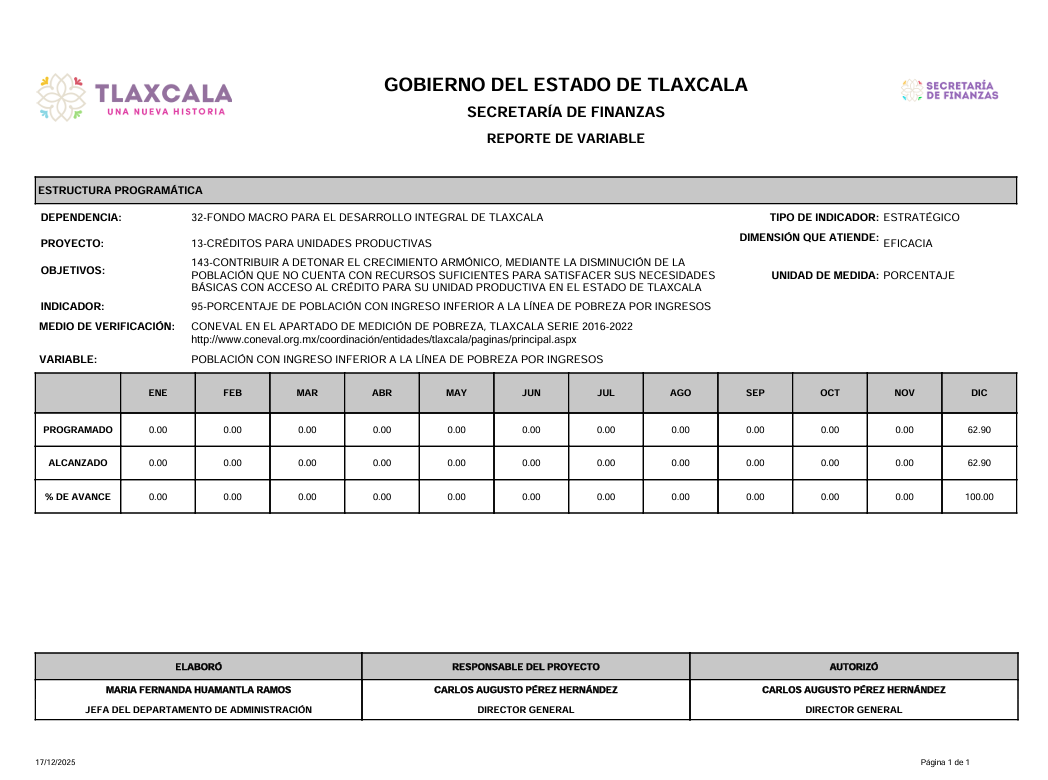 TLAXCALA
UNA NUEVA HISTORIA
GOBIERNO DEL ESTADO DE TLAXCALA
SECRETARÍA DE FINANZAS
REPORTE DE VARIABLE
SECRETARÍA
DE FINANZAS
ESTRUCTURA PROGRAMÁTICA
DEPENDENCIA: 32-FONDO MACRO PARA EL DESARROLLO INTEGRAL DE TLAXCALA TIPO DE INDICADOR: ESTRATÉGICO
PROYECTO: 13-CRÉDITOS PARA UNIDADES PRODUCTIVAS DIMENSIÓN QUE ATIENDE: EFICACIA
OBJETIVOS: 143-CONTRIBUIR A DETONAR EL CRECIMIENTO ARMÓNICO, MEDIANTE LA DISMINUCIÓN DE LA
POBLACIÓN QUE NO CUENTA CON RECURSOS SUFICIENTES PARA SATISFACER SUS NECESIDADES
BÁSICAS CON ACCESO AL CRÉDITO PARA SU UNIDAD PRODUCTIVA EN EL ESTADO DE TLAXCALA
UNIDAD DE MEDIDA: PORCENTAJE
INDICADOR: 95-PORCENTAJE DE POBLACIÓN CON INGRESO INFERIOR A LA LÍNEA DE POBREZA POR INGRESOS
MEDIO DE VERIFICACIÓN: CONEVAL EN EL APARTADO DE MEDICIÓN DE POBREZA, TLAXCALA SERIE 2016-2022
http://www.coneval.org.mx/coordinación/entidades/tlaxcala/paginas/principal.aspx
VARIABLE: POBLACIÓN CON INGRESO INFERIOR A LA LÍNEA DE POBREZA POR INGRESOS
ENE FEB MAR ABR MAY JUN JUL AGO SEP OCT NOV DIC
PROGRAMADO 0.00 0.00 0.00 0.00 0.00 0.00 0.00 0.00 0.00 0.00 0.00 62.90
ALCANZADO 0.00 0.00 0.00 0.00 0.00 0.00 0.00 0.00 0.00 0.00 0.00 62.90
% DE AVANCE 0.00 0.00 0.00 0.00 0.00 0.00 0.00 0.00 0.00 0.00 0.00 100.00
ELABORÓ RESPONSABLE DEL PROYECTO AUTORIZÓ
MARIA FERNANDA HUAMANTLA RAMOS CARLOS AUGUSTO PÉREZ HERNÁNDEZ CARLOS AUGUSTO PÉREZ HERNÁNDEZ
JEFA DEL DEPARTAMENTO DE ADMINISTRACIÓN DIRECTOR GENERAL DIRECTOR GENERAL
17/12/2025 Página 1 de 1